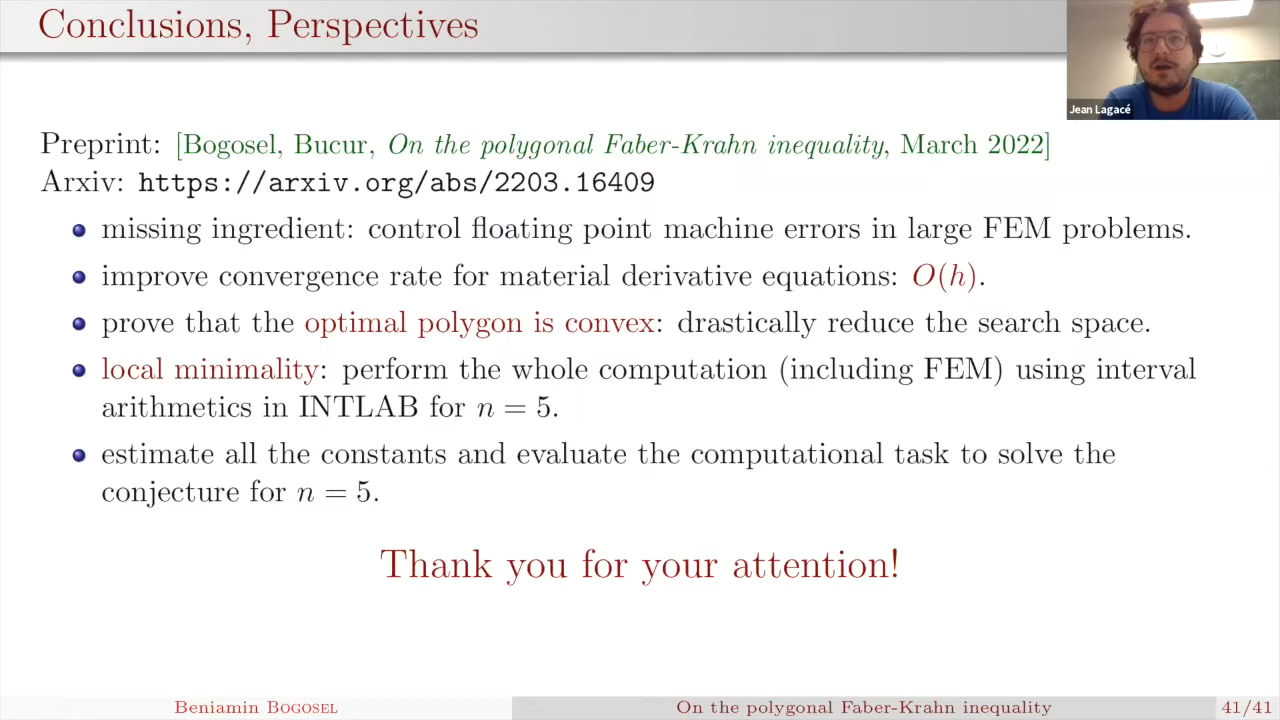 Conclusions, Perspectives
Jean Lagacé
Preprint: [Bogosel, Bucur, On the polygonal Faber-Krahn inequality, March 2022]
Arxiv: https://arxiv.org/abs/2203.16409
missing ingredient: control floating point machine errors in large FEM problems.
improve convergence rate for material derivative equations: O(h).
prove that the optimal polygon is convex: drastically reduce the search space.
local minimality: perform the whole computation (including FEM) using interval
arithmetics in INTLAB for n = 5.
estimate all the constants and evaluate the computational task to solve the
conjecture for n = 5.
Thank you for your attention!
Beniamin Bogosel
On the polygonal Faber-Krahn inequality
41/41